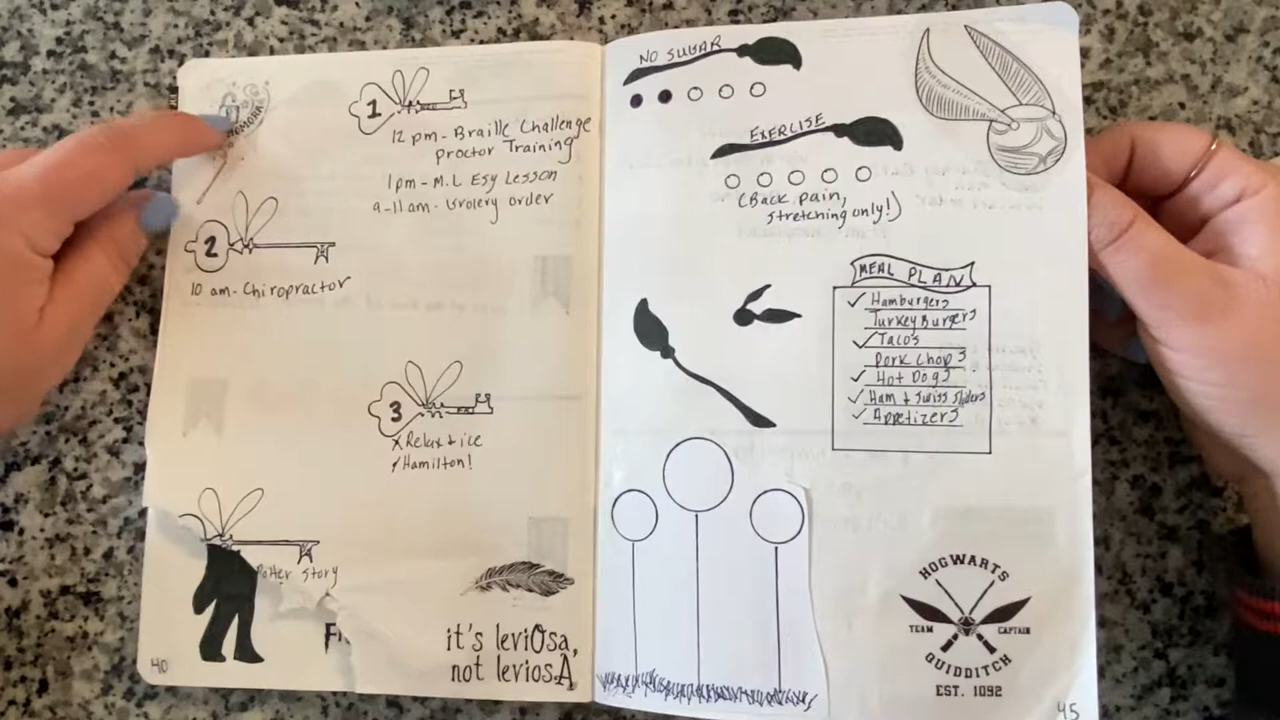 1
12 pm - Braille Challenge
proctor Training
1pm - M.L Esy Lesson
9-11 am - Grocery order
2
10 am - Chiropractor
3
Relax + ice
Hamilton!
Potter Story
it's leviOsa,
not leviosA
40
NO SUGAR
EXERCISE
(Back pain,
stretching only!)
MEAL PLAN
Hamburgers
Turkey Burgers
Tacos
Pork Chops
Hot Dogs
Ham + Swiss Sliders
Appetizers
HOGWARTS
TEAM CAPTAIN
QUIDDITCH
EST. 1092
45